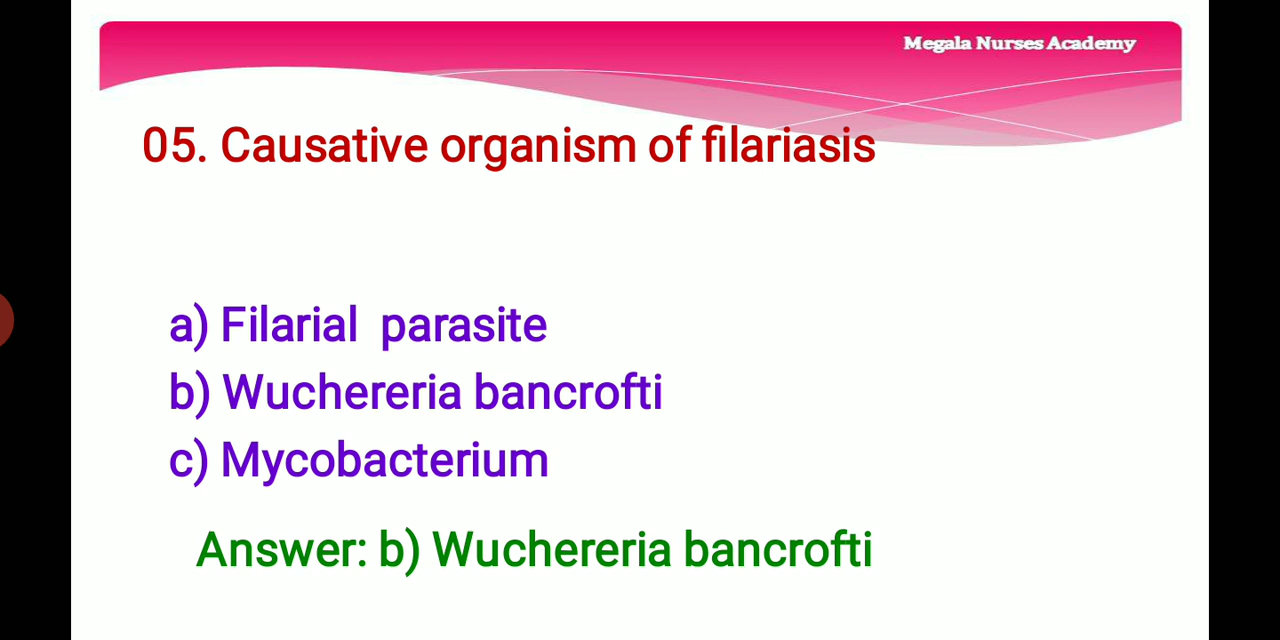 Megala Nurses Academy
05. Causative organism of filariasis
a) Filarial parasite
b) Wuchereria bancrofti
c) Mycobacterium
Answer: b) Wuchereria bancrofti